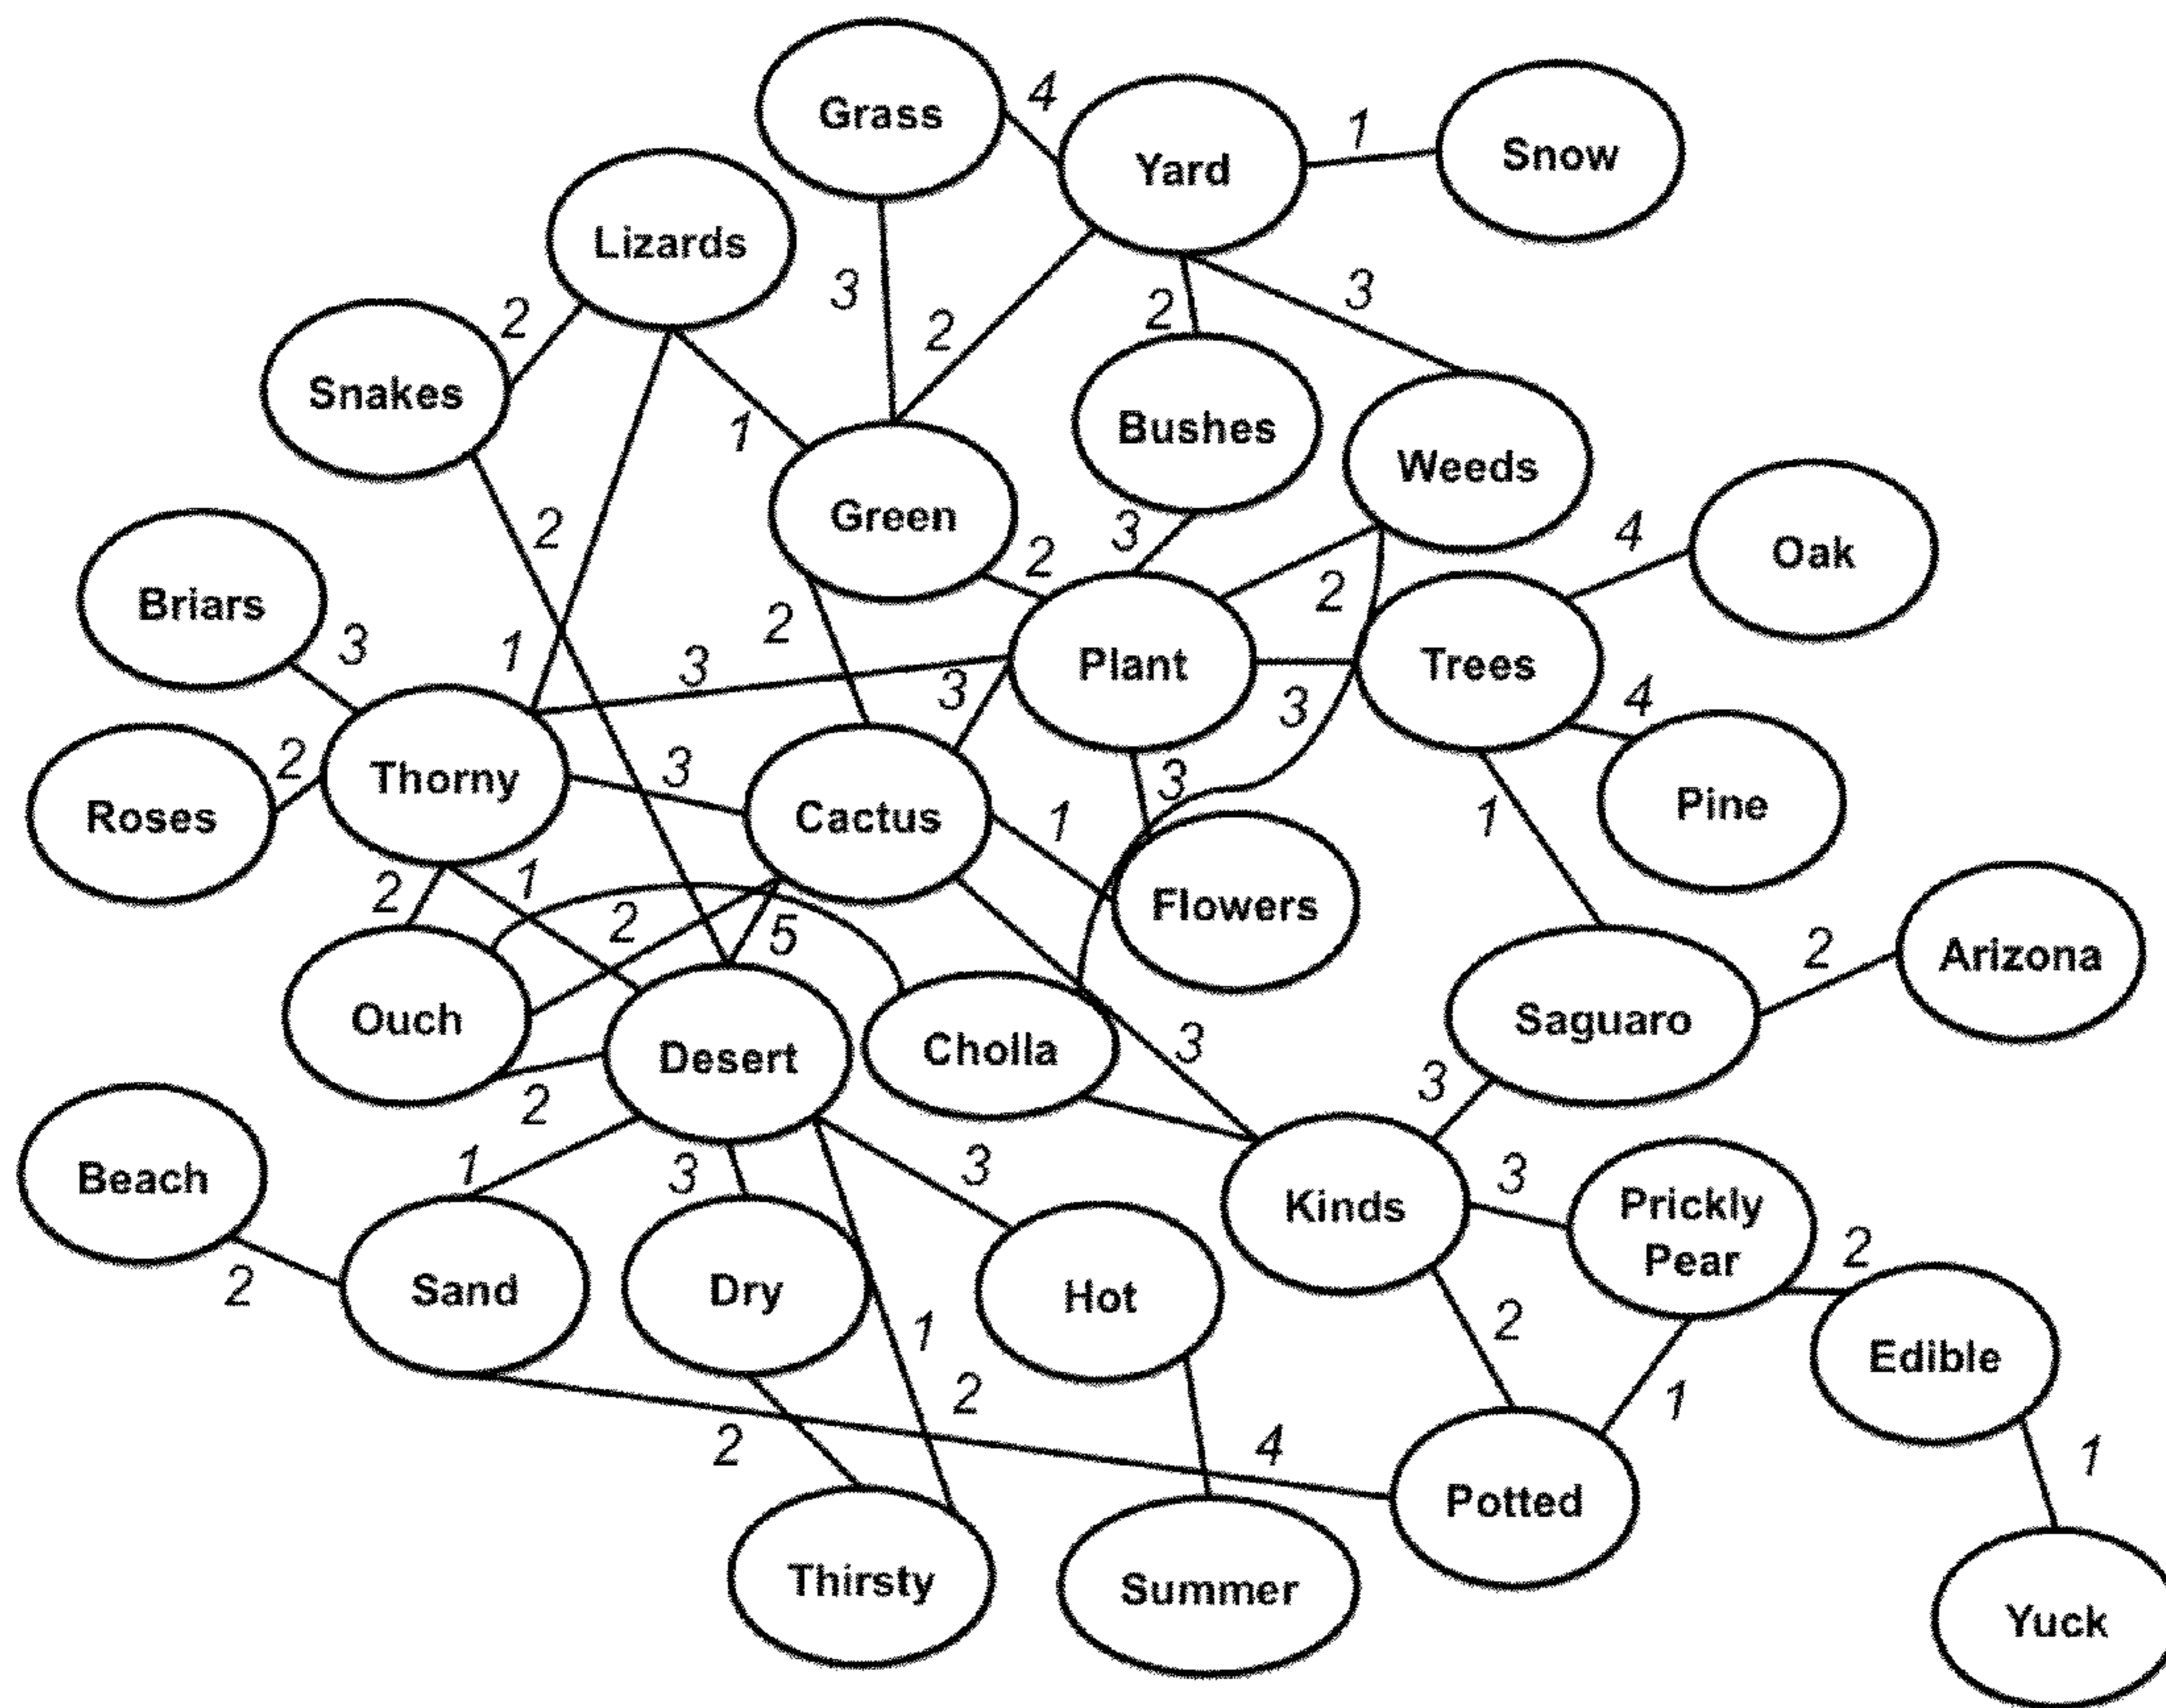 Grass
4
Yard
1
Snow
Lizards
2
3
2
2
3
Snakes
1
Bushes
Weeds
Green
2
3
2
4
Oak
Briars
3
1
2
3
3
2
Plant
3
Trees
4
Pine
Roses
2
Thorny
3
Cactus
1
3
Flowers
1
2
1
2
5
Ouch
2
Desert
Cholla
3
Saguaro
2
Arizona
3
Beach
2
1
Sand
3
Dry
3
Hot
Kinds
3
Prickly
Pear
2
Edible
1
2
2
1
2
4
Potted
1
Thirsty
Summer
Yuck